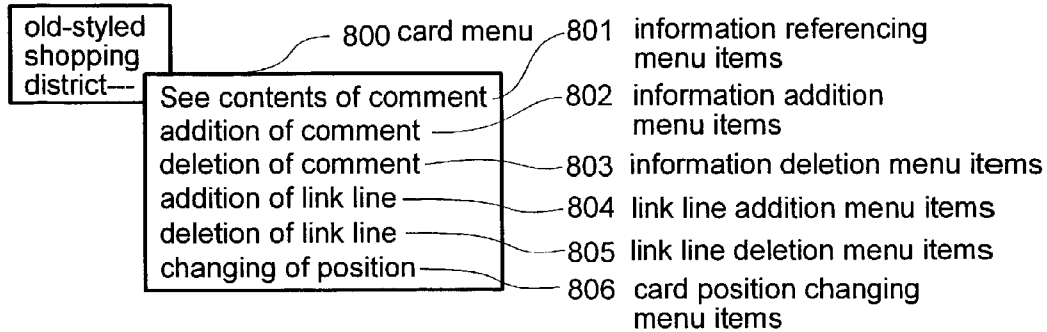 old-styled
shopping
district---
800 card menu
See contents of comment
addition of comment
deletion of comment
addition of link line
deletion of link line
changing of position
801 information referencing
menu items
802 information addition
menu items
803 information deletion menu items
804 link line addition menu items
805 link line deletion menu items
806 card position changing
menu items